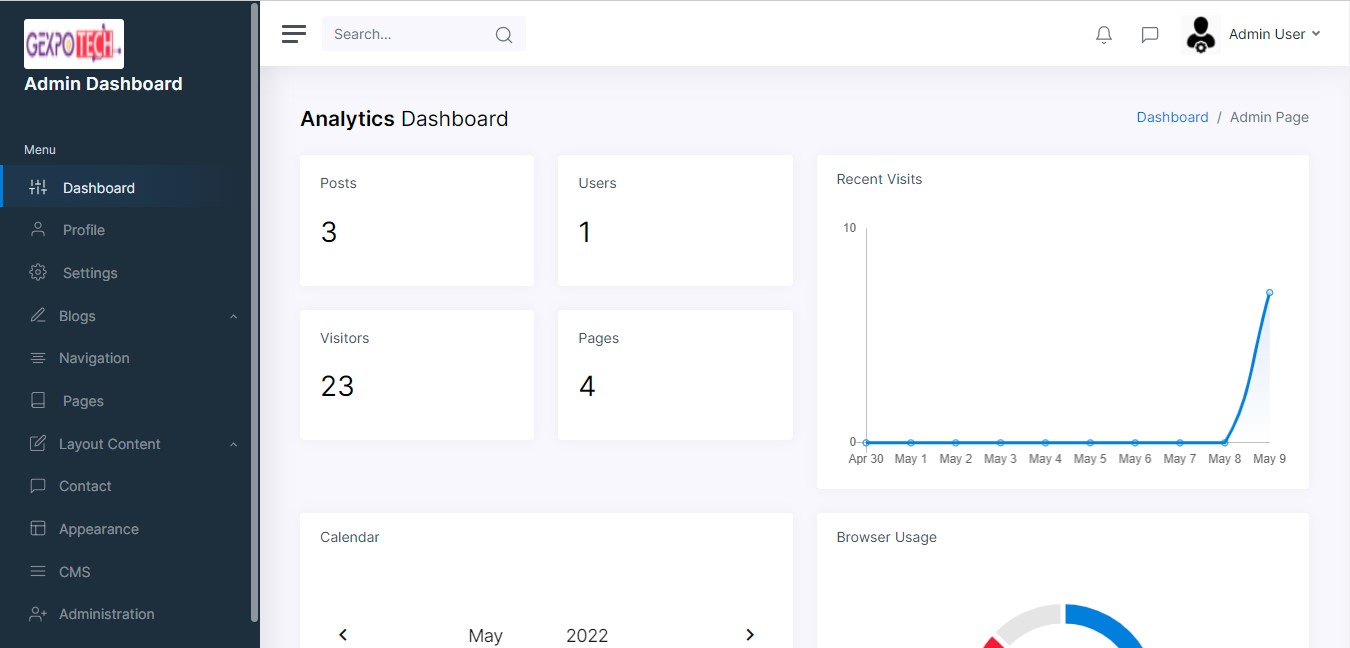 GEXPOTECH
Admin Dashboard
Menu
Dashboard
Profile
Settings
Blogs
Navigation
Pages
Layout Content
Contact
Appearance
CMS
Administration
Search...
Admin User
Analytics Dashboard
Dashboard / Admin Page
Posts
3
Users
1
Visitors
23
Pages
4
Recent Visits
10
0
Apr 30 May 1 May 2 May 3 May 4 May 5 May 6 May 7 May 8 May 9
Calendar
May 2022
Browser Usage